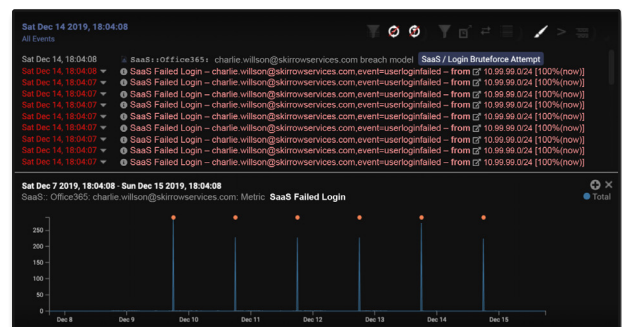 Sat Dec 14 2019, 18:04:08
All Events
Sat Dec 14, 18:04:08 SaaS::Office365: charlie.willson@skirrowservices.com breach model SaaS / Login Bruteforce Attempt
Sat Dec 14, 18:04:08 SaaS Failed Login – charlie.willson@skirrowservices.com,event=userloginfailed – from 10.99.99.0/24 [100%(now)]
Sat Dec 14, 18:04:07 SaaS Failed Login – charlie.willson@skirrowservices.com,event=userloginfailed – from 10.99.99.0/24 [100%(now)]
Sat Dec 14, 18:04:07 SaaS Failed Login – charlie.willson@skirrowservices.com,event=userloginfailed – from 10.99.99.0/24 [100%(now)]
Sat Dec 14, 18:04:07 SaaS Failed Login – charlie.willson@skirrowservices.com,event=userloginfailed – from 10.99.99.0/24 [100%(now)]
Sat Dec 14, 18:04:07 SaaS Failed Login – charlie.willson@skirrowservices.com,event=userloginfailed – from 10.99.99.0/24 [100%(now)]
Sat Dec 14, 18:04:07 SaaS Failed Login – charlie.willson@skirrowservices.com,event=userloginfailed – from 10.99.99.0/24 [100%(now)]
Sat Dec 14, 18:04:07 SaaS Failed Login – charlie.willson@skirrowservices.com,event=userloginfailed – from 10.99.99.0/24 [100%(now)]
Sat Dec 14, 18:04:07 SaaS Failed Login – charlie.willson@skirrowservices.com,event=userloginfailed – from 10.99.99.0/24 [100%(now)]
Sat Dec 7 2019, 18:04:08 - Sun Dec 15 2019, 18:04:08
SaaS:: Office365: charlie.willson@skirrowservices.com: Metric SaaS Failed Login
Total
250
200
150
100
50
0
Dec 8 Dec 9 Dec 10 Dec 11 Dec 12 Dec 13 Dec 14 Dec 15